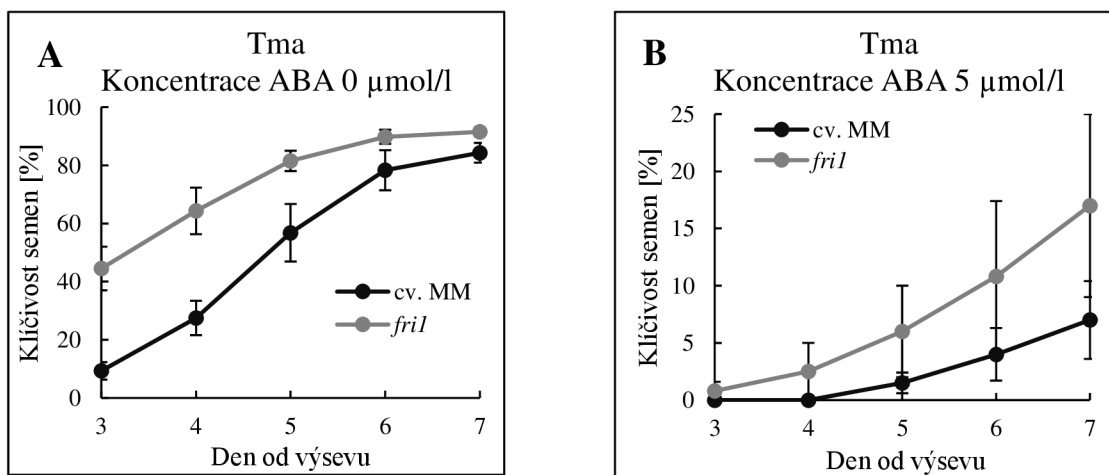 A
Tma
Koncentrace ABA 0 µmol/l
Klíčivost semen [%]
100
80
60
40
20
0
cv. MM
fri1
3 4 5 6 7
Den od výsevu
B
Tma
Koncentrace ABA 5 µmol/l
Klíčivost semen [%]
25
20
15
10
5
0
cv. MM
fri1
3 4 5 6 7
Den od výsevu